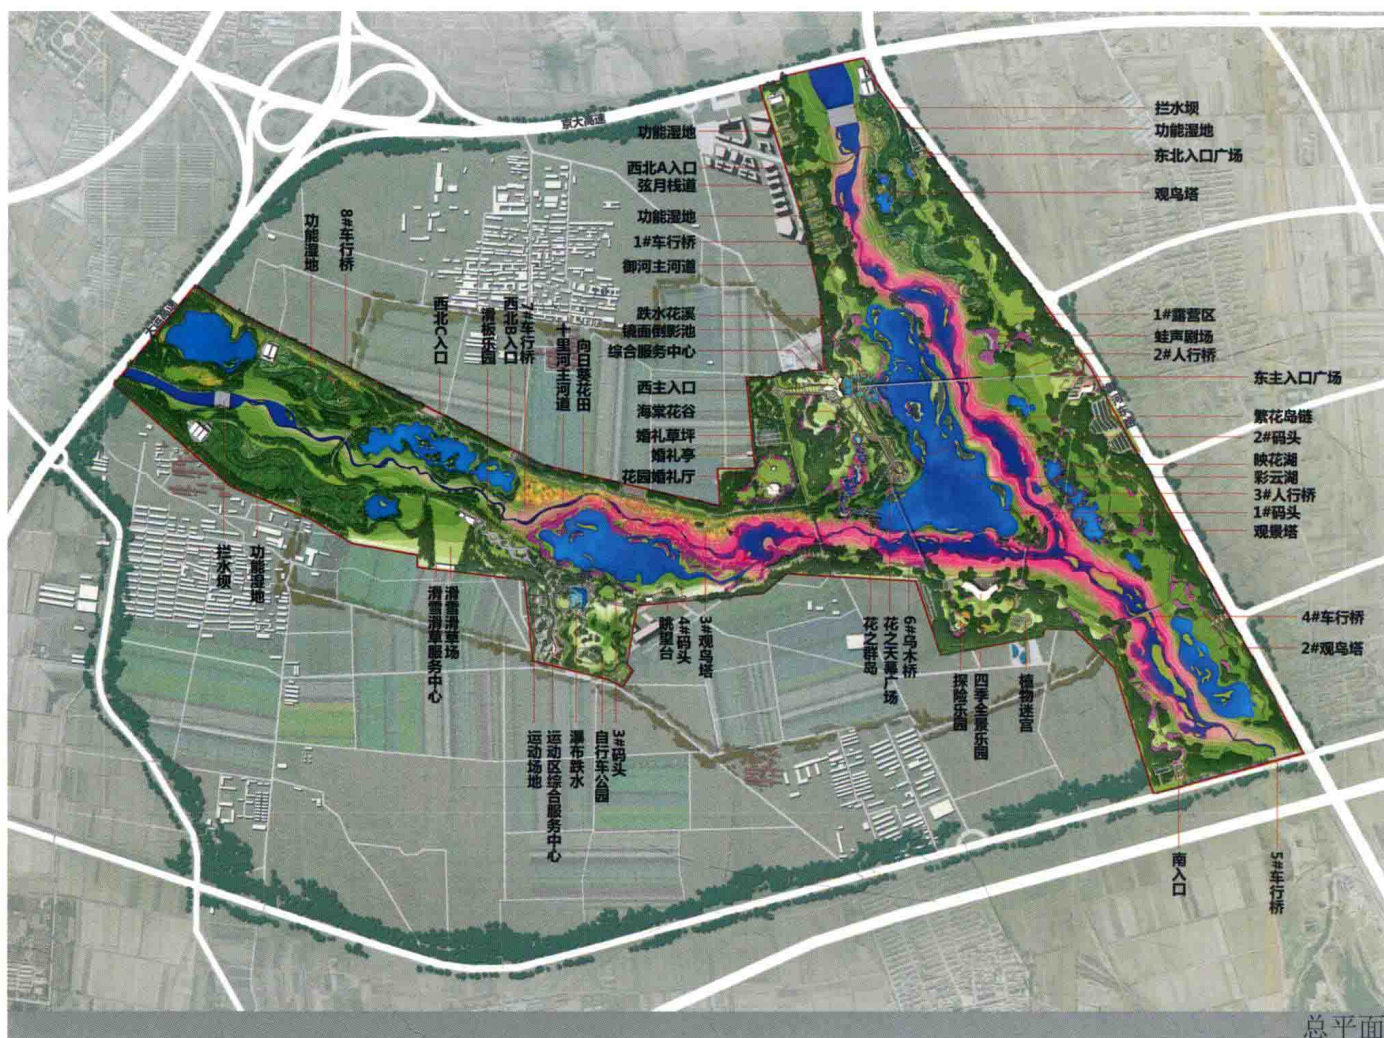 京大高速
功能湿地
西北A入口
弦月栈道
功能湿地
1#车行桥
御河主河道
跌水花溪
镜面倒影池
综合服务中心
西主入口
海棠花谷
婚礼草坪
婚礼亭
花园婚礼厅
拦水坝
功能湿地
东北入口广场
观鸟塔
1#露营区
蛙声剧场
2#人行桥
东主入口广场
繁花岛链
2#码头
映花湖
彩云湖
3#人行桥
1#码头
观景塔
4#车行桥
2#观鸟塔
功能湿地
8#车行桥
西北C入口
滑板乐园
西北B入口
7#车行桥
十里河主河道
向日葵花田
拦水坝
功能湿地
滑雪滑草场
滑雪滑草服务中心
运动场地
运动区综合服务中心
瀑布跌水
自行车公园
3#码头
眺望台
4#码头
3#观鸟塔
花之群岛
花之天幕广场
6#乌木桥
探险乐园
四季全景乐园
植物迷宫
南入口
5#车行桥
总平面